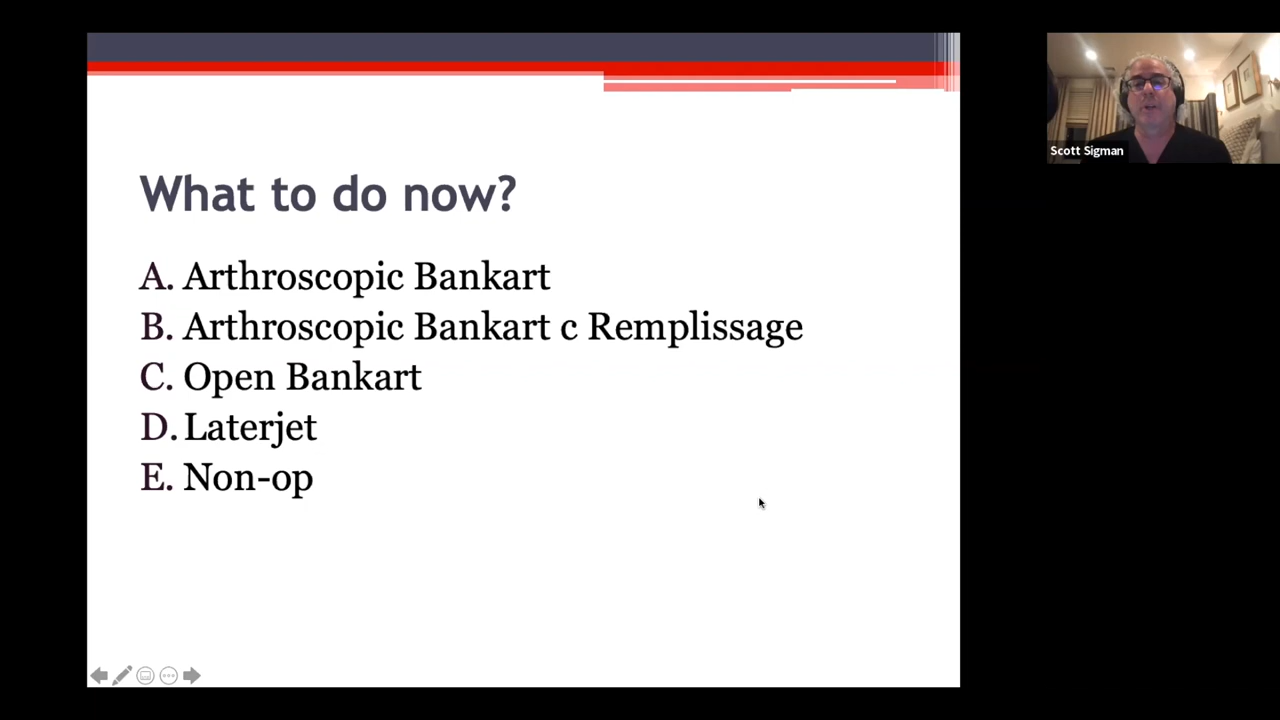 What to do now?
A. Arthroscopic Bankart
B. Arthroscopic Bankart c Remplissage
C. Open Bankart
D. Laterjet
E. Non-op
Scott Sigman